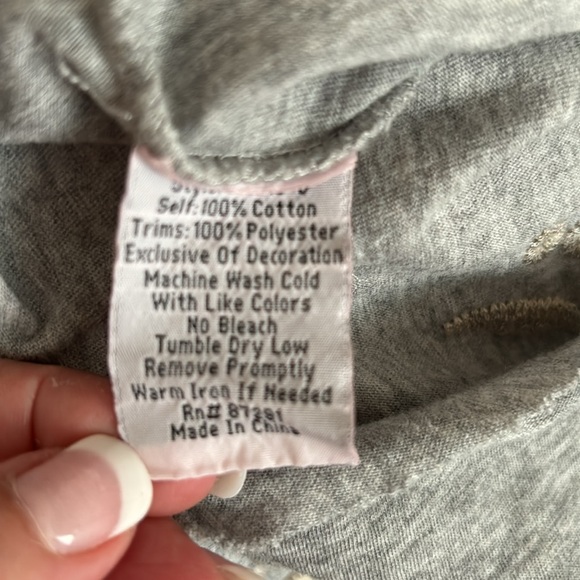 Self:100% Cotton
Trims:100% Polyester
Exclusive Of Decoration
Machine Wash Cold
With Like Colors
No Bleach
Tumble Dry Low
Remove Promptly
Warm Iron If Needed
Rn# 87281
Made In China